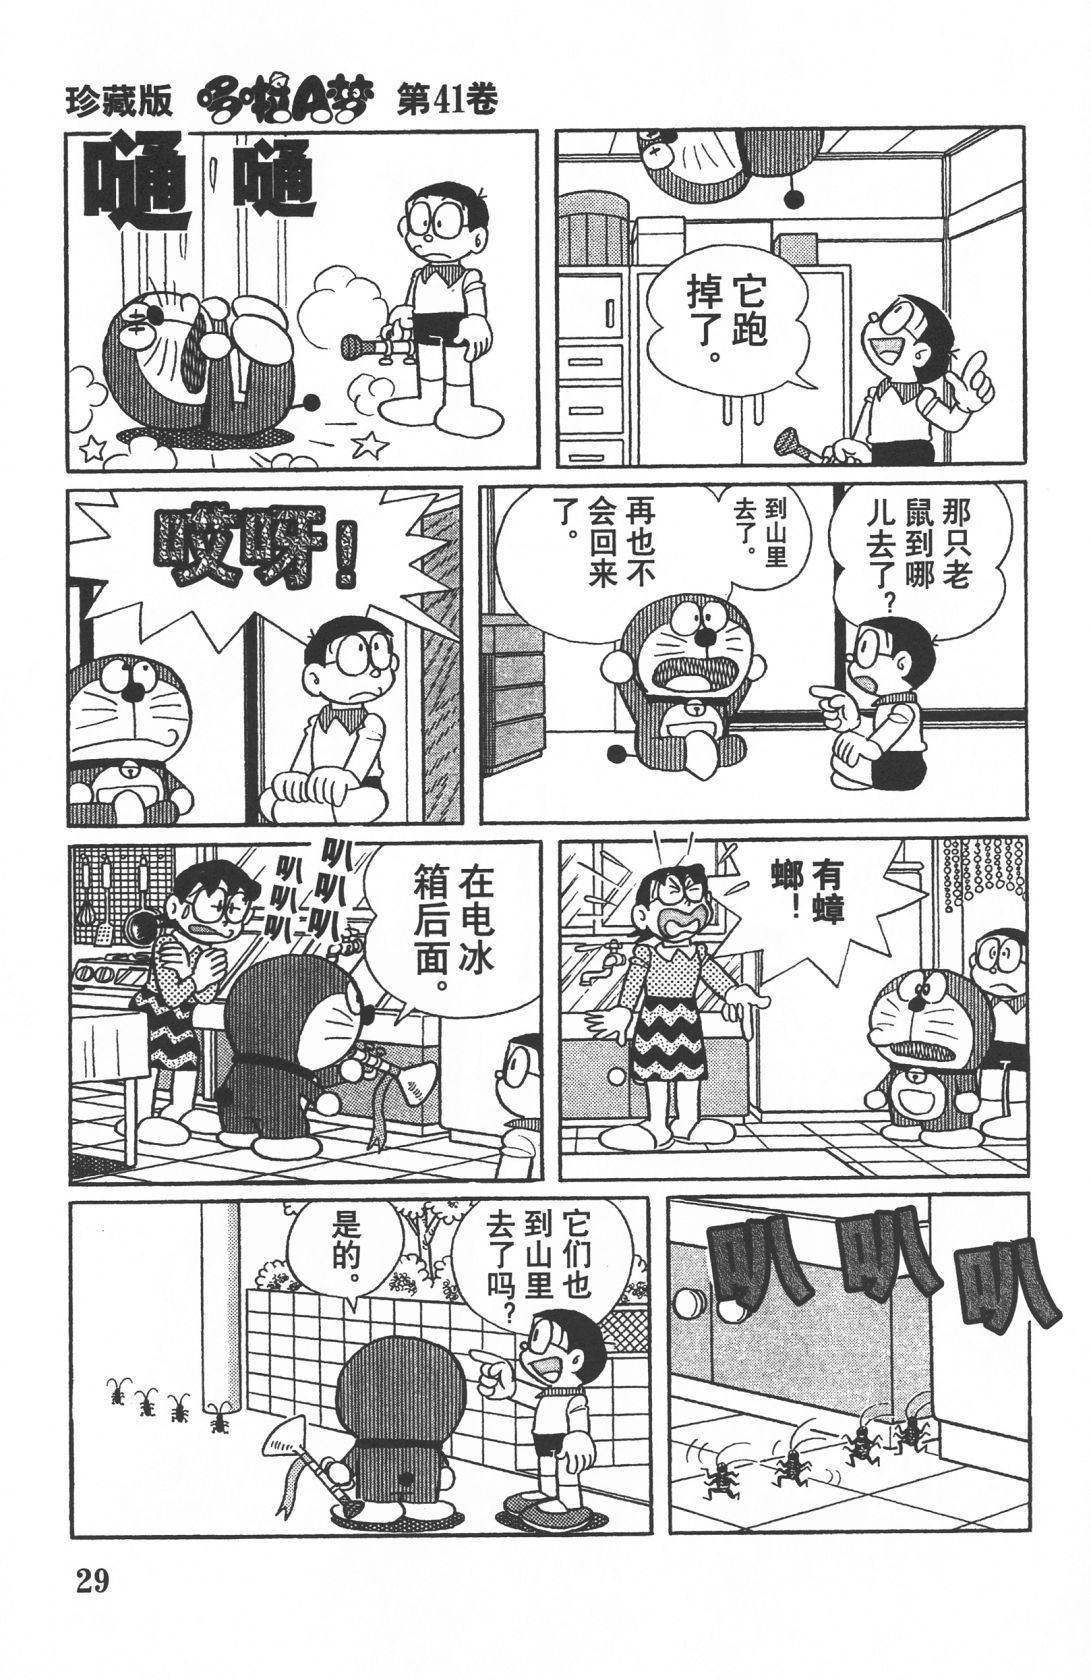 珍藏版 哆啦A梦 第41卷
它跑
掉了。
嗵 嗵
那只老
鼠到哪
儿去了?
到山里
去了。
再也不
会回来
了。
哎呀!
有蟑
螂!
在电冰
箱后面。
叭叭叭
叭叭叭
叭叭叭
它们也
到山里
去了吗?
是的。
29